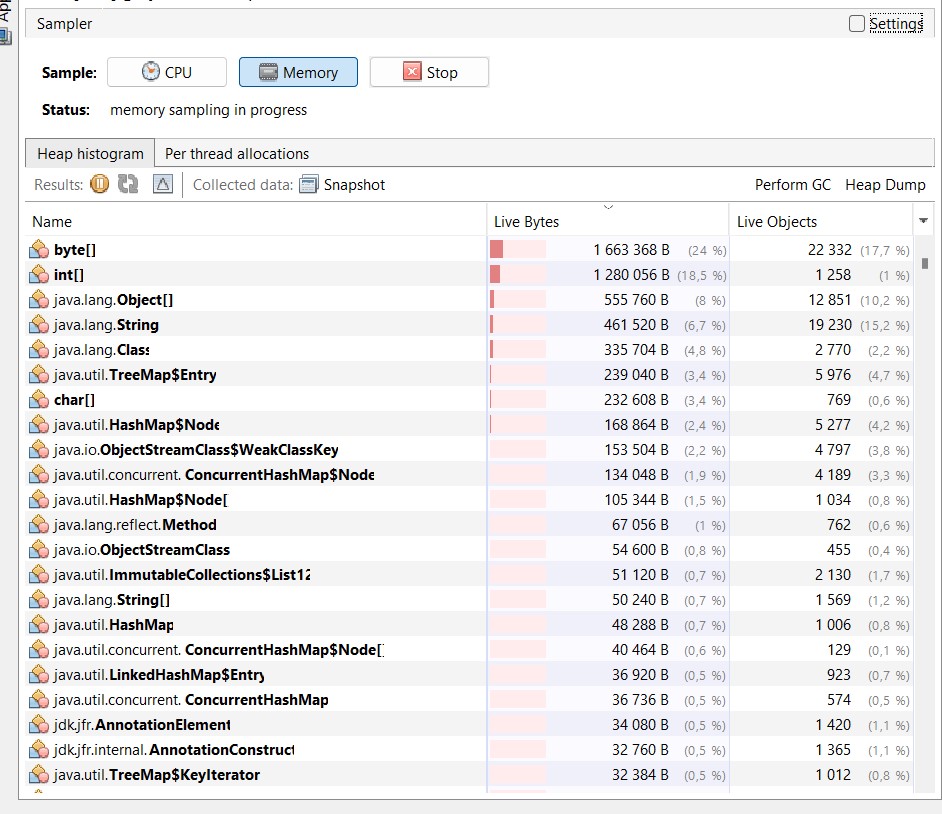 App
Sampler Settings
Sample: CPU Memory Stop
Status: memory sampling in progress
Heap histogram Per thread allocations
Results: Collected data: Snapshot Perform GC Heap Dump
Name Live Bytes Live Objects
byte[] 1 663 368 B (24 %) 22 332 (17,7 %)
int[] 1 280 056 B (18,5 %) 1 258 (1 %)
java.lang.Object[] 555 760 B (8 %) 12 851 (10,2 %)
java.lang.String 461 520 B (6,7 %) 19 230 (15,2 %)
java.lang.Class 335 704 B (4,8 %) 2 770 (2,2 %)
java.util.TreeMap$Entry 239 040 B (3,4 %) 5 976 (4,7 %)
char[] 232 608 B (3,4 %) 769 (0,6 %)
java.util.HashMap$Node 168 864 B (2,4 %) 5 277 (4,2 %)
java.io.ObjectStreamClass$WeakClassKey 153 504 B (2,2 %) 4 797 (3,8 %)
java.util.concurrent. ConcurrentHashMap$Node 134 048 B (1,9 %) 4 189 (3,3 %)
java.util.HashMap$Node[ 105 344 B (1,5 %) 1 034 (0,8 %)
java.lang.reflect.Method 67 056 B (1 %) 762 (0,6 %)
java.io.ObjectStreamClass 54 600 B (0,8 %) 455 (0,4 %)
java.util.ImmutableCollections$List12 51 120 B (0,7 %) 2 130 (1,7 %)
java.lang.String[] 50 240 B (0,7 %) 1 569 (1,2 %)
java.util.HashMap 48 288 B (0,7 %) 1 006 (0,8 %)
java.util.concurrent. ConcurrentHashMap$Node[] 40 464 B (0,6 %) 129 (0,1 %)
java.util.LinkedHashMap$Entry 36 920 B (0,5 %) 923 (0,7 %)
java.util.concurrent. ConcurrentHashMap 36 736 B (0,5 %) 574 (0,5 %)
jdk.jfr.AnnotationElement 34 080 B (0,5 %) 1 420 (1,1 %)
jdk.jfr.internal.AnnotationConstruct 32 760 B (0,5 %) 1 365 (1,1 %)
java.util.TreeMap$KeyIterator 32 384 B (0,5 %) 1 012 (0,8 %)